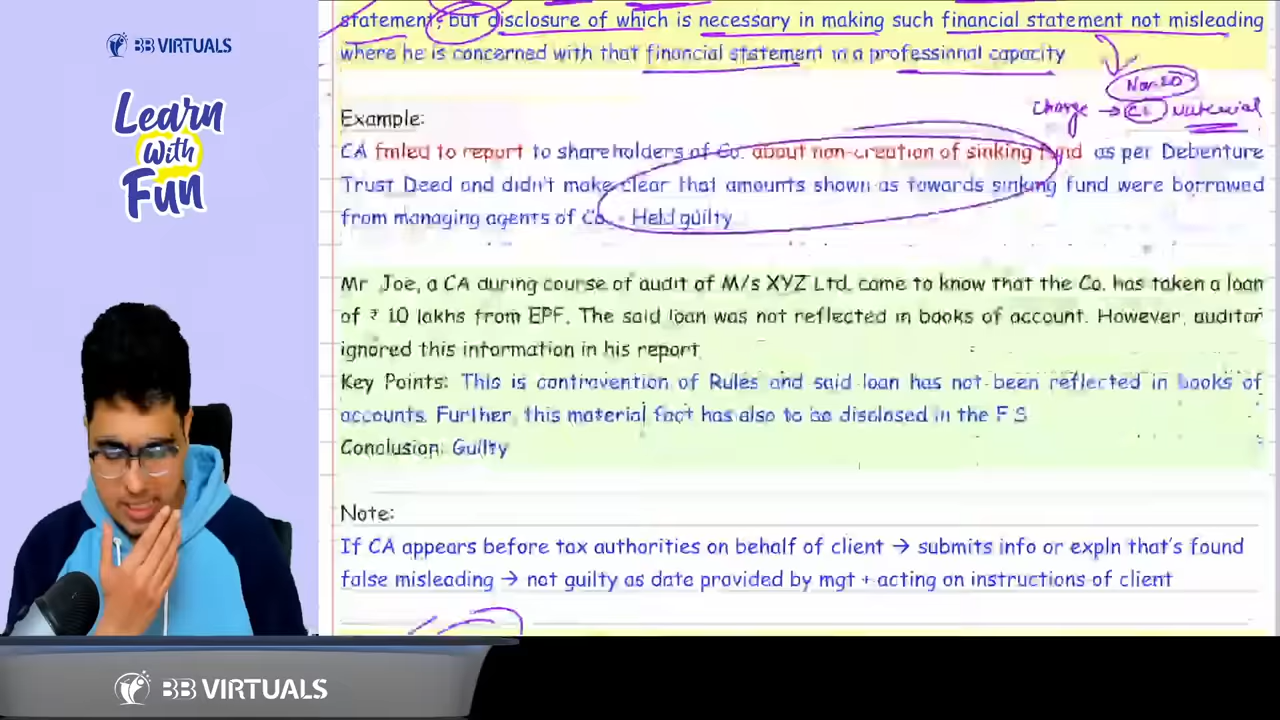 BB VIRTUALS
Learn
With
Fun
statement, but disclosure of which is necessary in making such financial statement not misleading
where he is concerned with that financial statement in a professional capacity
Charge → Material
Example:
CA failed to report to shareholders of Co. about non-creation of sinking fund as per Debenture
Trust Deed and didn't make clear that amounts shown as towards sinking fund were borrowed
from managing agents of Co. - Held guilty
Mr Joe, a CA during course of audit of M/s XYZ Ltd. came to know that the Co. has taken a loan
of ₹ 10 lakhs from EPF. The said loan was not reflected in books of account. However, auditor
ignored this information in his report
Key Points: This is contravention of Rules and said loan has not been reflected in books of
accounts. Further, this material fact has also to be disclosed in the F S
Conclusion: Guilty
Note:
If CA appears before tax authorities on behalf of client → submits info or expln that's found
false misleading → not guilty as data provided by mgt + acting on instructions of client
BB VIRTUALS